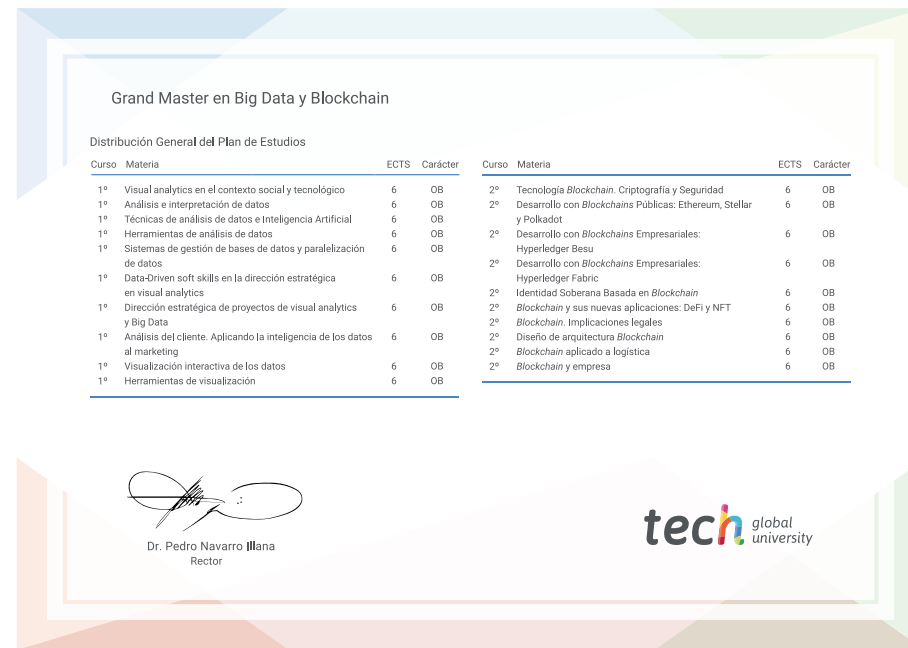 Grand Master en Big Data y Blockchain
Distribución General del Plan de Estudios
Curso Materia ECTS Carácter
1º Visual analytics en el contexto social y tecnológico 6 OB
1º Análisis e interpretación de datos 6 OB
1º Técnicas de análisis de datos e Inteligencia Artificial 6 OB
1º Herramientas de análisis de datos 6 OB
1º Sistemas de gestión de bases de datos y paralelización 6 OB
de datos
1º Data-Driven soft skills en la dirección estratégica 6 OB
en visual analytics
1º Dirección estratégica de proyectos de visual analytics 6 OB
y Big Data
1º Análisis del cliente. Aplicando la inteligencia de los datos 6 OB
al marketing
1º Visualización interactiva de los datos 6 OB
1º Herramientas de visualización 6 OB
Curso Materia ECTS Carácter
2º Tecnología Blockchain. Criptografía y Seguridad 6 OB
2º Desarrollo con Blockchains Públicas: Ethereum, Stellar 6 OB
y Polkadot
2º Desarrollo con Blockchains Empresariales: 6 OB
Hyperledger Besu
2º Desarrollo con Blockchains Empresariales: 6 OB
Hyperledger Fabric
2º Identidad Soberana Basada en Blockchain 6 OB
2º Blockchain y sus nuevas aplicaciones: DeFi y NFT 6 OB
2º Blockchain. Implicaciones legales 6 OB
2º Diseño de arquitectura Blockchain 6 OB
2º Blockchain aplicado a logística 6 OB
2º Blockchain y empresa 6 OB
Dr. Pedro Navarro Illana
Rector
tech global
university